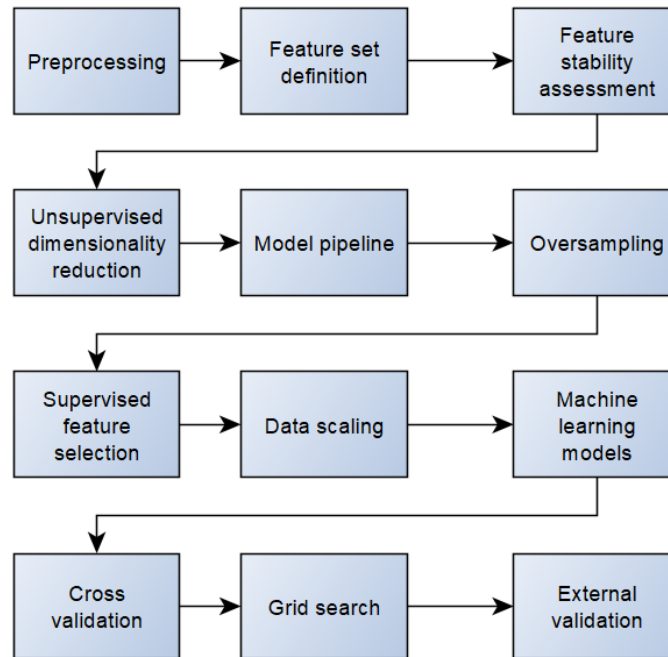 Preprocessing
Feature set
definition
Feature
stability
assessment
Unsupervised
dimensionality
reduction
Model pipeline
Oversampling
Supervised
feature
selection
Data scaling
Machine
learning
models
Cross
validation
Grid search
External
validation